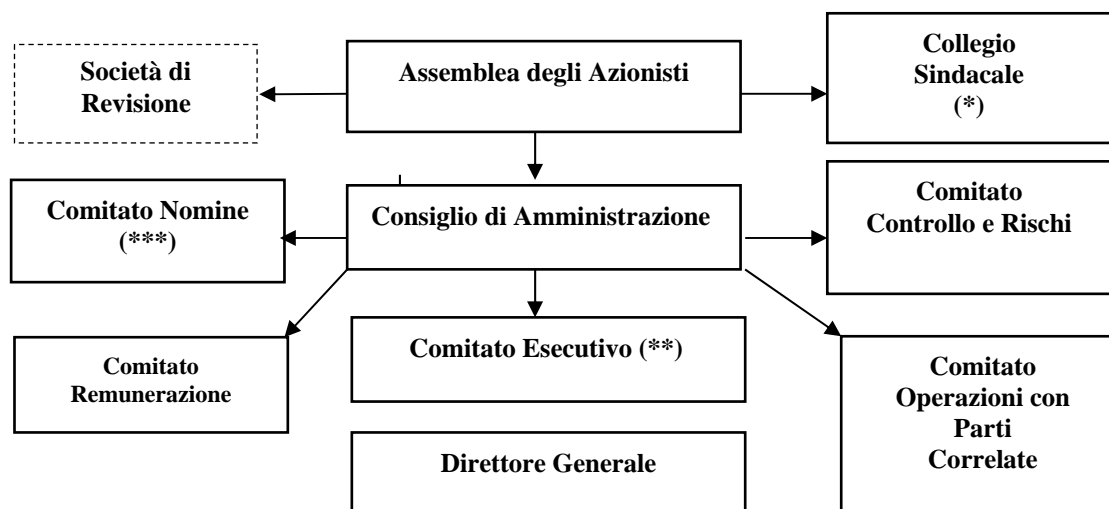 Società di
Revisione
Assemblea degli Azionisti
Collegio
Sindacale
(*)
Comitato Nomine
(***)
Consiglio di Amministrazione
Comitato
Controllo e Rischi
Comitato
Remunerazione
Comitato Esecutivo (**)
Comitato
Operazioni con
Parti
Correlate
Direttore Generale